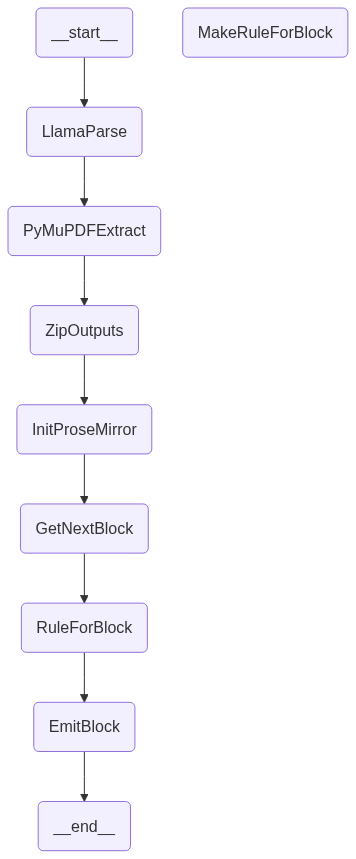 __start__
MakeRuleForBlock
LlamaParse
PyMuPDFExtract
ZipOutputs
InitProseMirror
GetNextBlock
RuleForBlock
EmitBlock
__end__